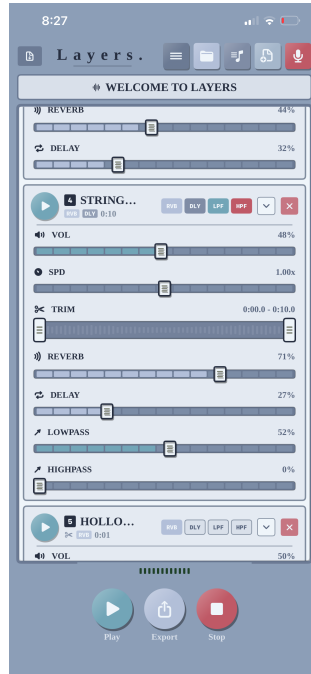 8:27
Layers.
WELCOME TO LAYERS
REVERB 44%
DELAY 32%
4 STRING... RVB DLY LPF HPF
RVB DLY 0:10
VOL 48%
SPD 1.00x
TRIM 0:00.0 - 0:10.0
REVERB 71%
DELAY 27%
LOWPASS 52%
HIGHPASS 0%
5 HOLLO... RVB DLY LPF HPF
RVB 0:01
VOL 50%
Play Export Stop